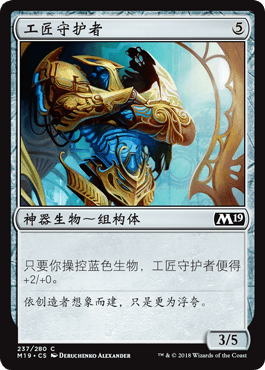 工匠守护者 5
神器生物～组构体 M19
只要你操控蓝色生物，工匠守护者便得
+2/+0。
依创造者想象而建，只是更为浮夸。
237/280 C
M19 • CS DERUCHENKO ALEXANDER
3/5
™ & © 2018 Wizards of the Coast